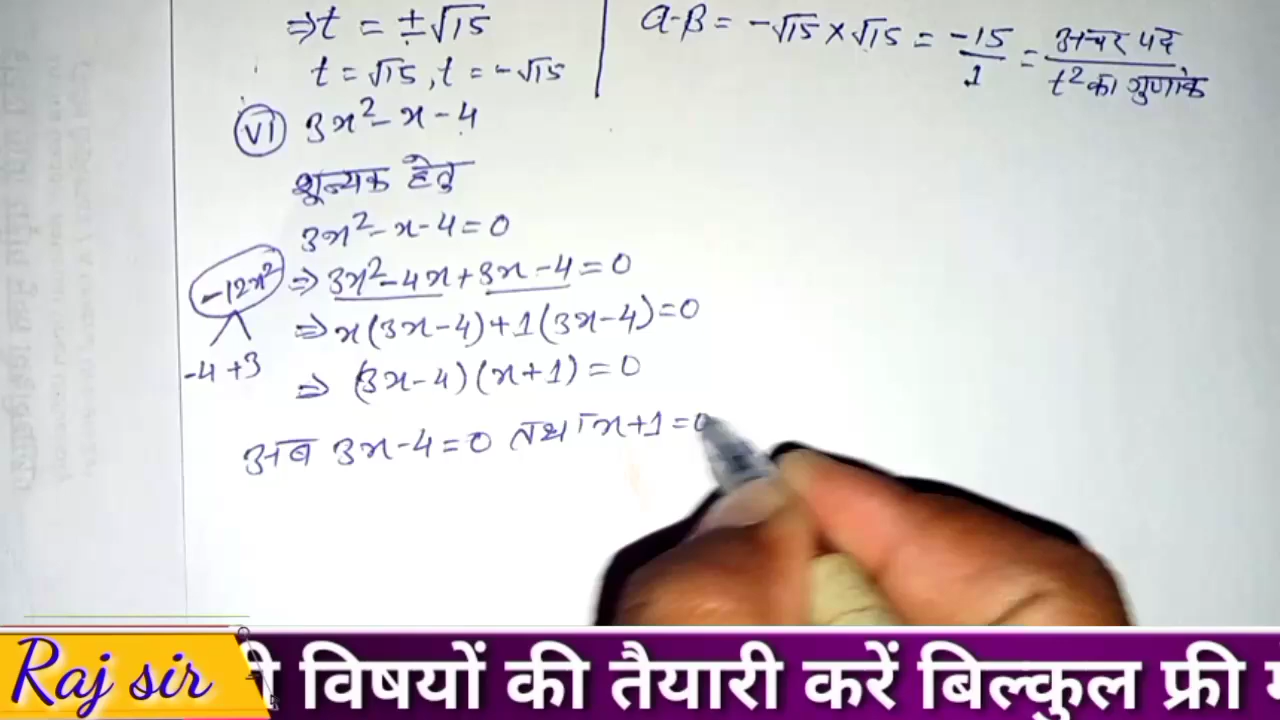 ⇒t = ±√15
t = √15, t = -√15
α-β = -√15 × √15 = -15/1 = अचर पद / t² का गुणांक
(vi) 3x² - x - 4
शून्यक हेतु
3x² - x - 4 = 0
-12x² ⇒ 3x² - 4x + 3x - 4 = 0
⇒ x(3x - 4) + 1(3x - 4) = 0
-4 +3
⇒ (3x - 4)(x + 1) = 0
अब 3x - 4 = 0 तथा x + 1 = 0
Raj sir
विषयों की तैयारी करें बिल्कुल फ्री